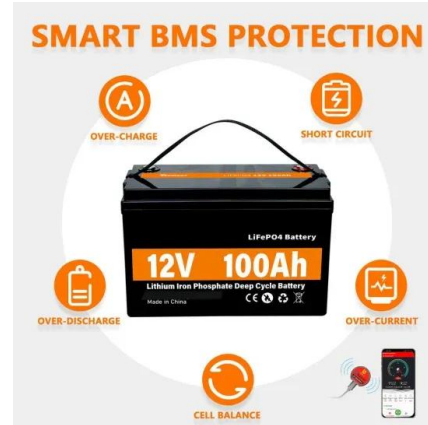 SMART BMS PROTECTION
OVER-CHARGE
SHORT CIRCUIT
LiFePO4 Battery
12V 100Ah
Lithium Iron Phosphate Deep Cycle Battery
Made in China
CE
OVER-DISCHARGE
OVER-CURRENT
CELL BALANCE